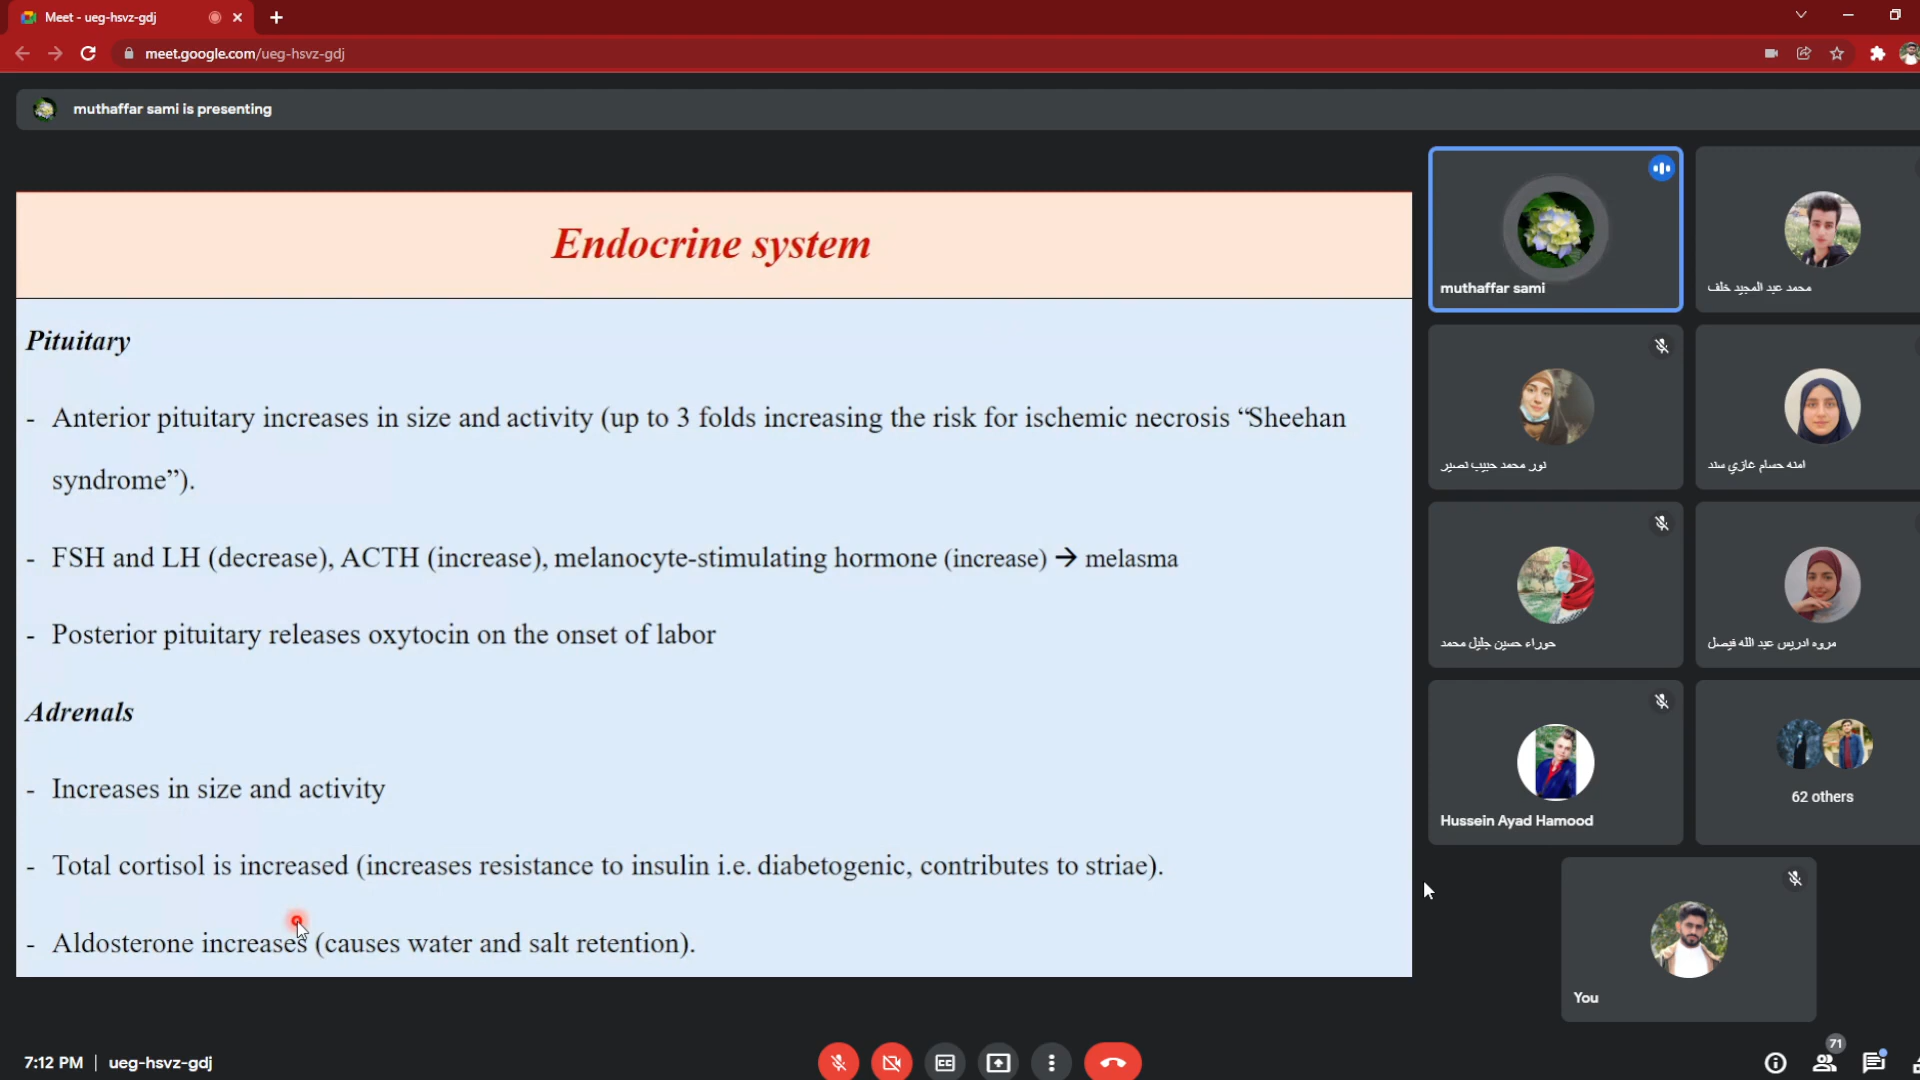 Meet - ueg-hsvz-gdj
meet.google.com/ueg-hsvz-gdj
muthaffar sami is presenting
Endocrine system
Pituitary
- Anterior pituitary increases in size and activity (up to 3 folds increasing the risk for ischemic necrosis “Sheehan
syndrome”).
- FSH and LH (decrease), ACTH (increase), melanocyte-stimulating hormone (increase) → melasma
- Posterior pituitary releases oxytocin on the onset of labor
Adrenals
- Increases in size and activity
- Total cortisol is increased (increases resistance to insulin i.e. diabetogenic, contributes to striae).
- Aldosterone increases (causes water and salt retention).
muthaffar sami
محمد عبد المجيد خلف
نور محمد حبيب نصير
امنه حسام غازي سند
حوراء حسين جليل محمد
مروه ادريس عبد الله فيصل
Hussein Ayad Hamood
62 others
You
7:12 PM | ueg-hsvz-gdj
71